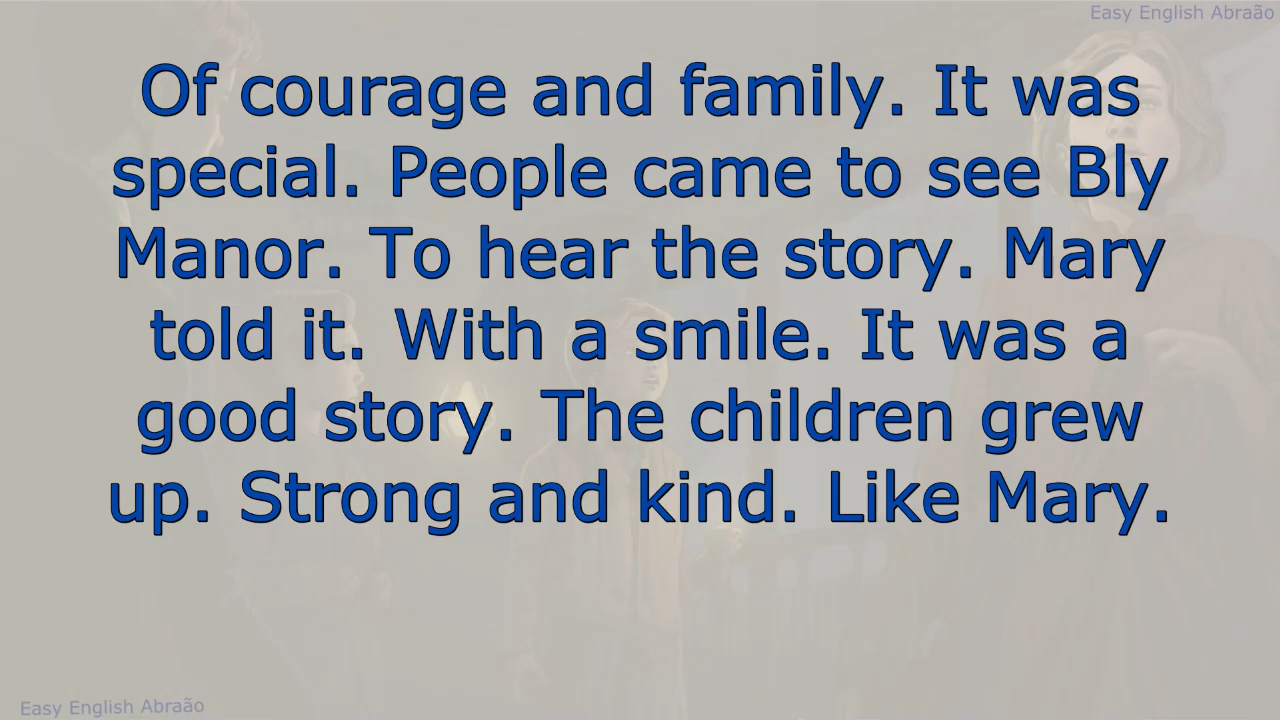 Easy English Abraão
Of courage and family. It was
special. People came to see Bly
Manor. To hear the story. Mary
told it. With a smile. It was a
good story. The children grew
up. Strong and kind. Like Mary.
Easy English Abraão